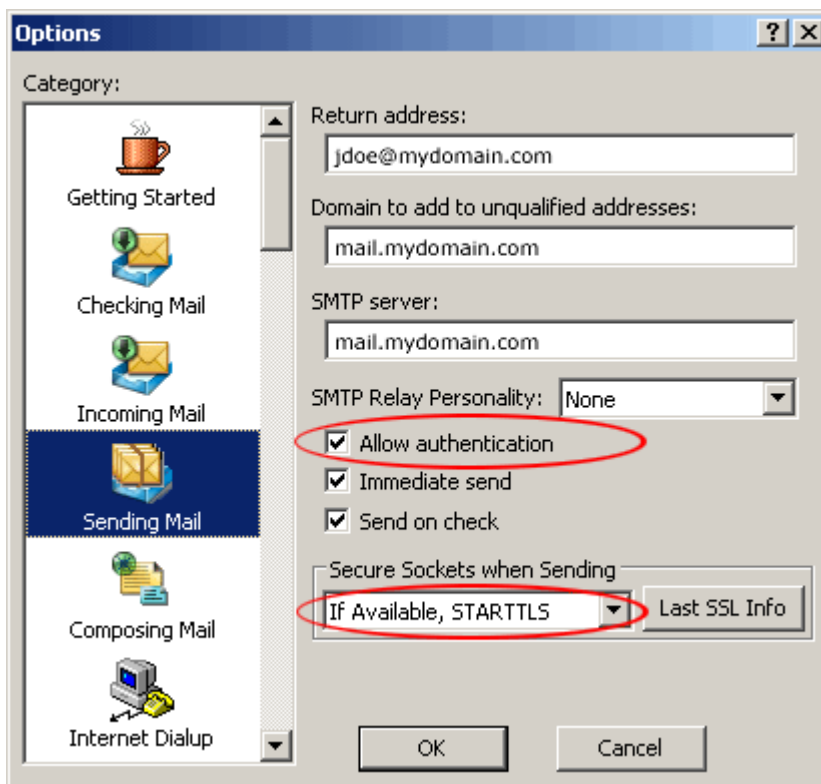 Options
Category:
Getting Started
Checking Mail
Incoming Mail
Sending Mail
Composing Mail
Internet Dialup
Return address:
jdoe@mydomain.com
Domain to add to unqualified addresses:
mail.mydomain.com
SMTP server:
mail.mydomain.com
SMTP Relay Personality: None
Allow authentication
Immediate send
Send on check
Secure Sockets when Sending
If Available, STARTTLS Last SSL Info
OK Cancel